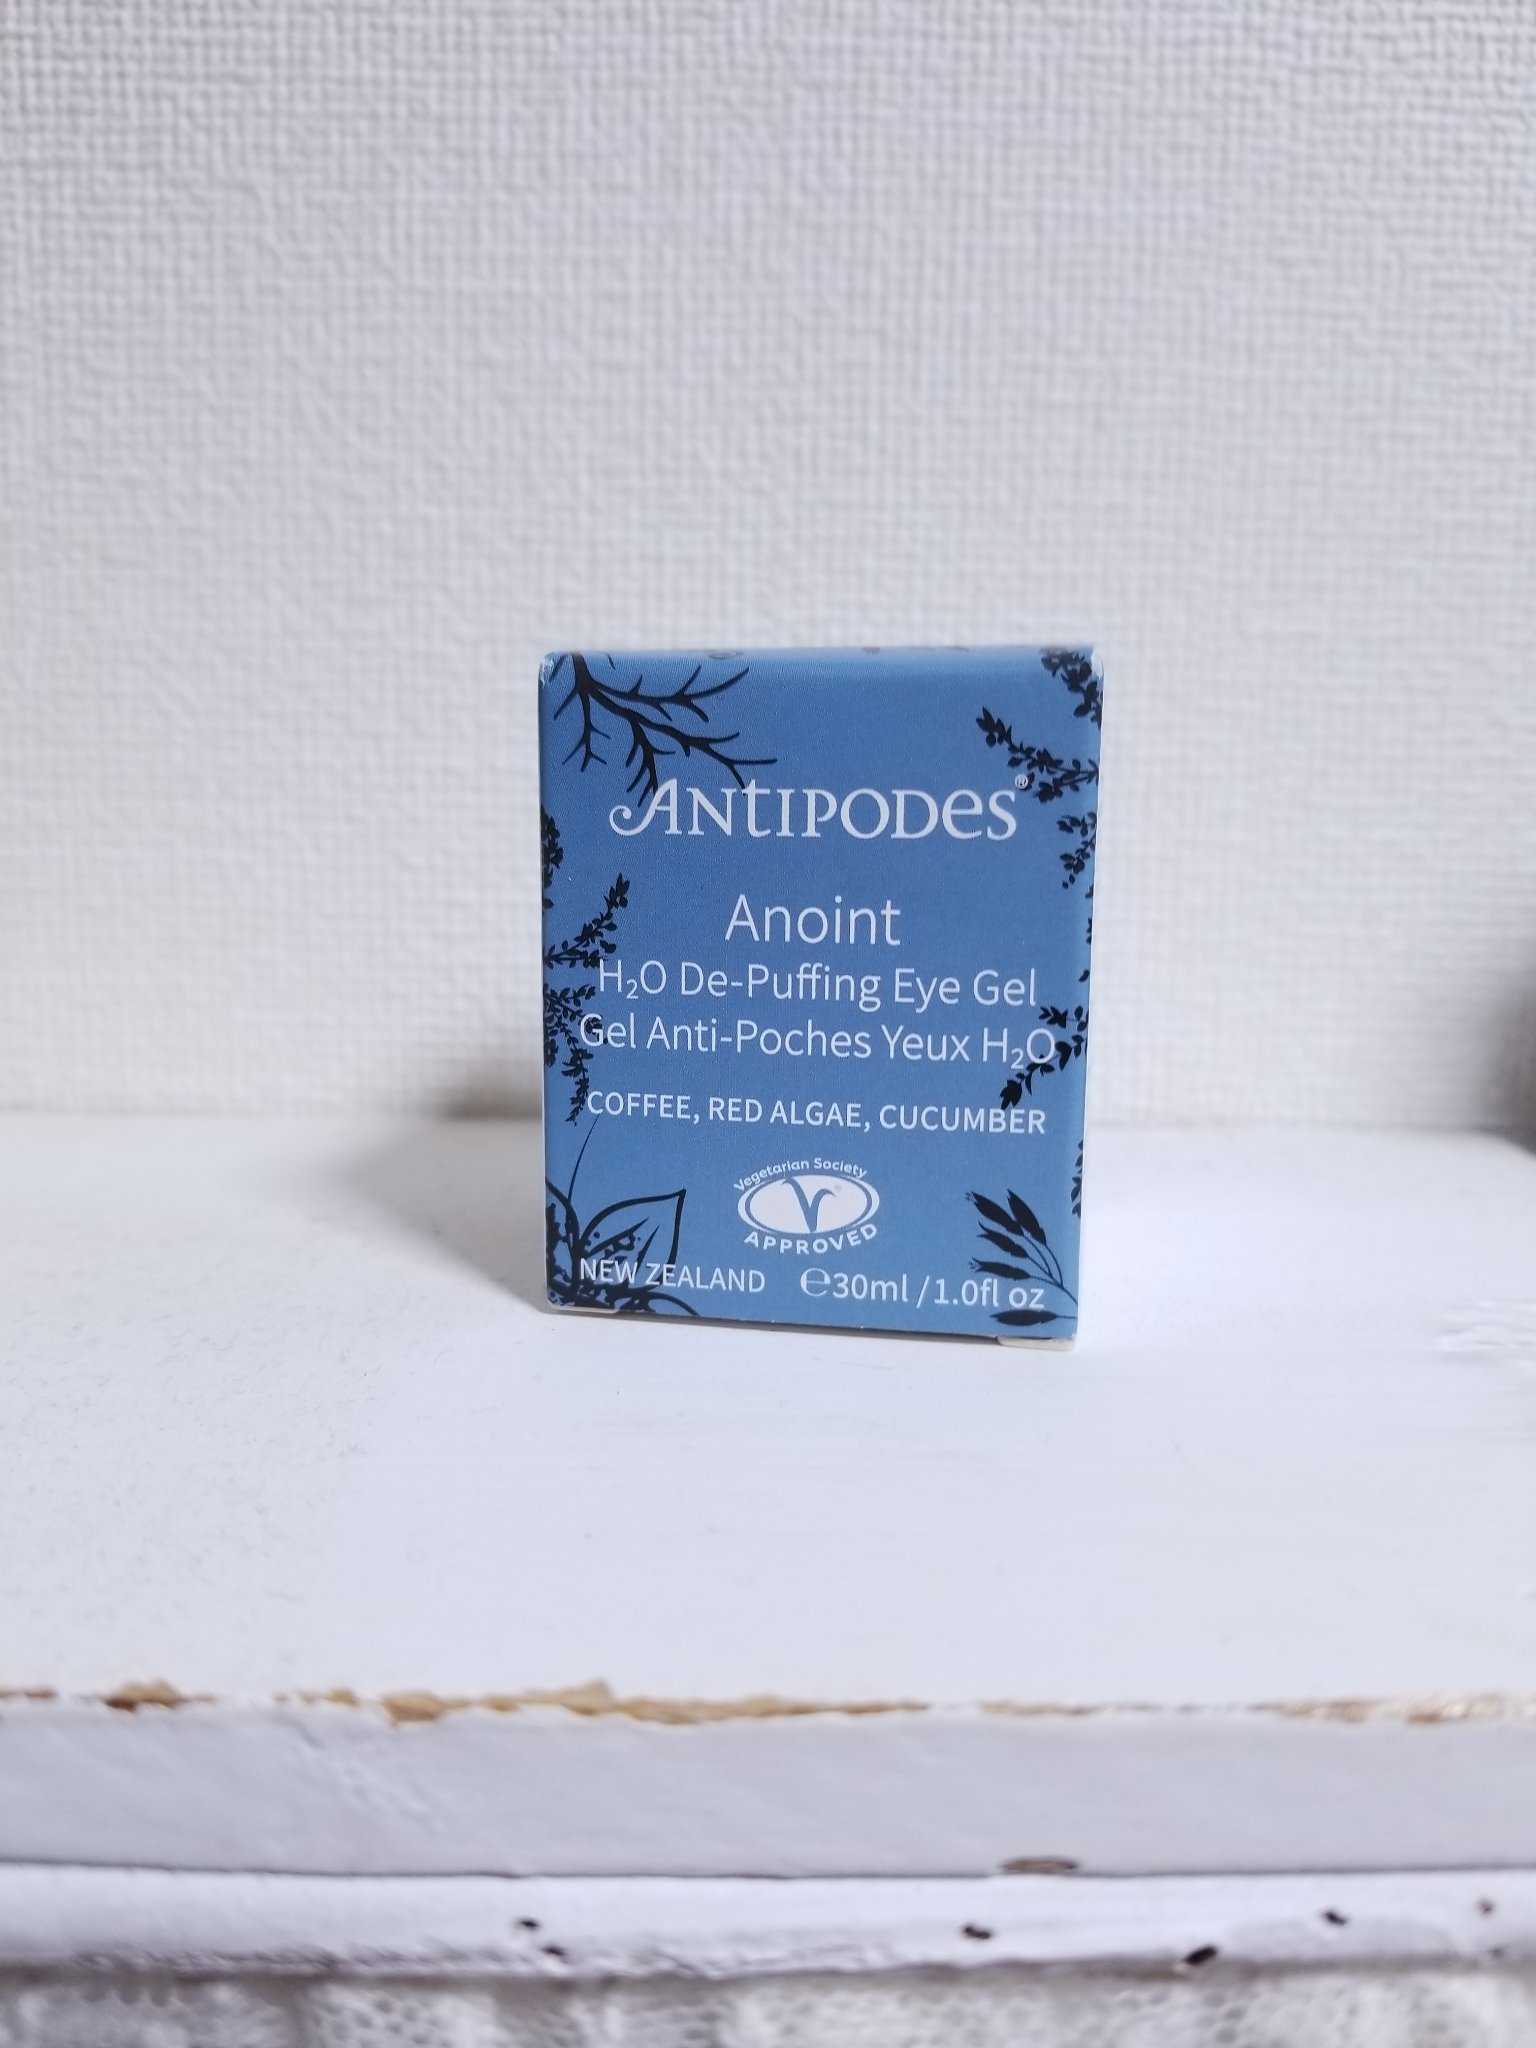 ANtIPODeS®
Anoint
H₂O De-Puffing Eye Gel
Gel Anti-Poches Yeux H₂O
COFFEE, RED ALGAE, CUCUMBER
Vegetarian Society
V®
APPROVED
NEW ZEALAND ℮30ml / 1.0fl oz